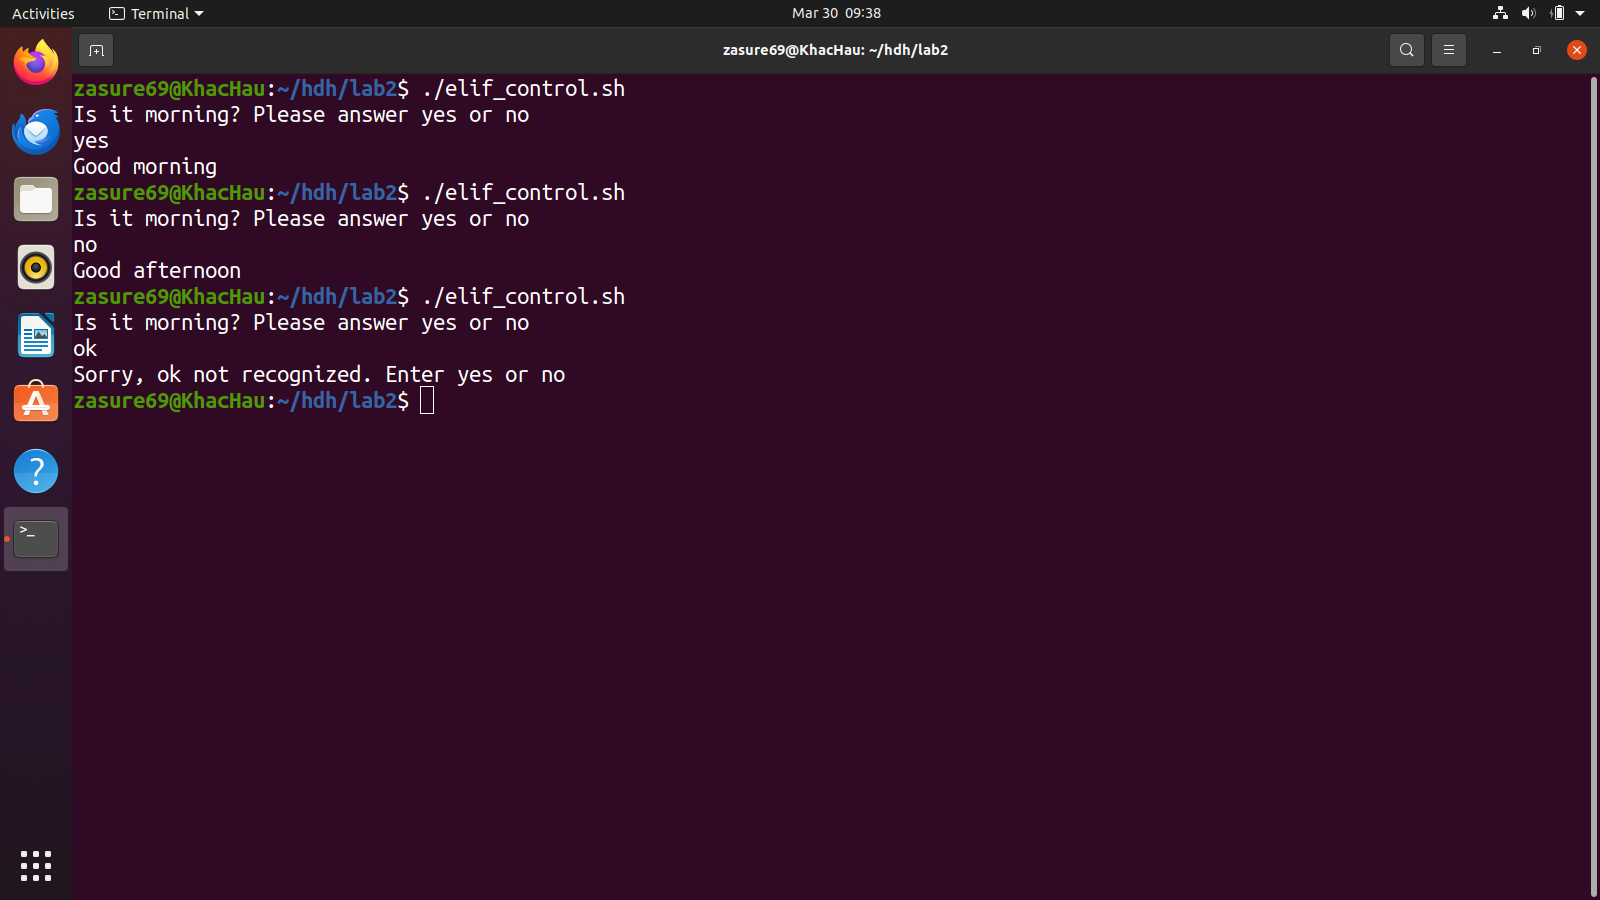 Activities
Terminal
Mar 30 09:38
zasure69@KhacHau: ~/hdh/lab2
zasure69@KhacHau:~/hdh/lab2$ ./elif_control.sh
Is it morning? Please answer yes or no
yes
Good morning
zasure69@KhacHau:~/hdh/lab2$ ./elif_control.sh
Is it morning? Please answer yes or no
no
Good afternoon
zasure69@KhacHau:~/hdh/lab2$ ./elif_control.sh
Is it morning? Please answer yes or no
ok
Sorry, ok not recognized. Enter yes or no
zasure69@KhacHau:~/hdh/lab2$